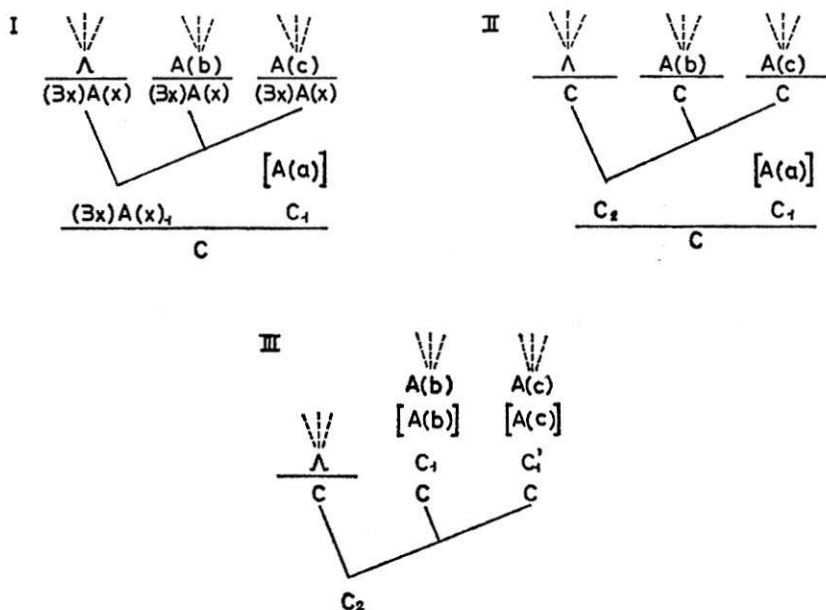 I
Λ A(b) A(c)
(∃x)A(x) (∃x)A(x) (∃x)A(x)
[A(a)]
(∃x)A(x)₁ C₁
C
II
Λ A(b) A(c)
C C C
[A(a)]
C₂ C₁
C
III
A(b) A(c)
[A(b)] [A(c)]
Λ C₁ C₁'
C C C
C₂